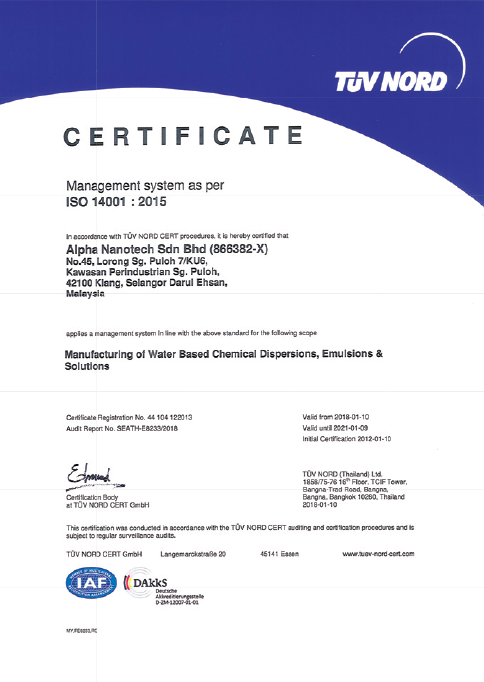 TÜV NORD
CERTIFICATE
Management system as per
ISO 14001 : 2015
In accordance with TÜV NORD CERT procedures, it is hereby certified that
Alpha Nanotech Sdn Bhd (866382-X)
No.45, Lorong Sg. Puloh 7/KU6,
Kawasan Perindustrian Sg. Puloh,
42100 Klang, Selangor Darul Ehsan,
Malaysia
applies a management system in line with the above standard for the following scope
Manufacturing of Water Based Chemical Dispersions, Emulsions &
Solutions
Certificate Registration No. 44 104 122013
Audit Report No. SEATH-E8233/2018
Valid from 2018-01-10
Valid until 2021-01-09
Initial Certification 2012-01-10
Certification Body
at TÜV NORD CERT GmbH
TÜV NORD (Thailand) Ltd.
1858/75-76 16th Floor, TCIF Tower,
Bangna-Trad Road, Bangna,
Bangna, Bangkok 10260, Thailand
2018-01-10
This certification was conducted in accordance with the TÜV NORD CERT auditing and certification procedures and is
subject to regular surveillance audits.
TÜV NORD CERT GmbH Langemarckstraße 20 45141 Essen www.tuev-nord-cert.com
IAF
DAkkS
Deutsche
Akkreditierungsstelle
D-ZM-12007-01-01